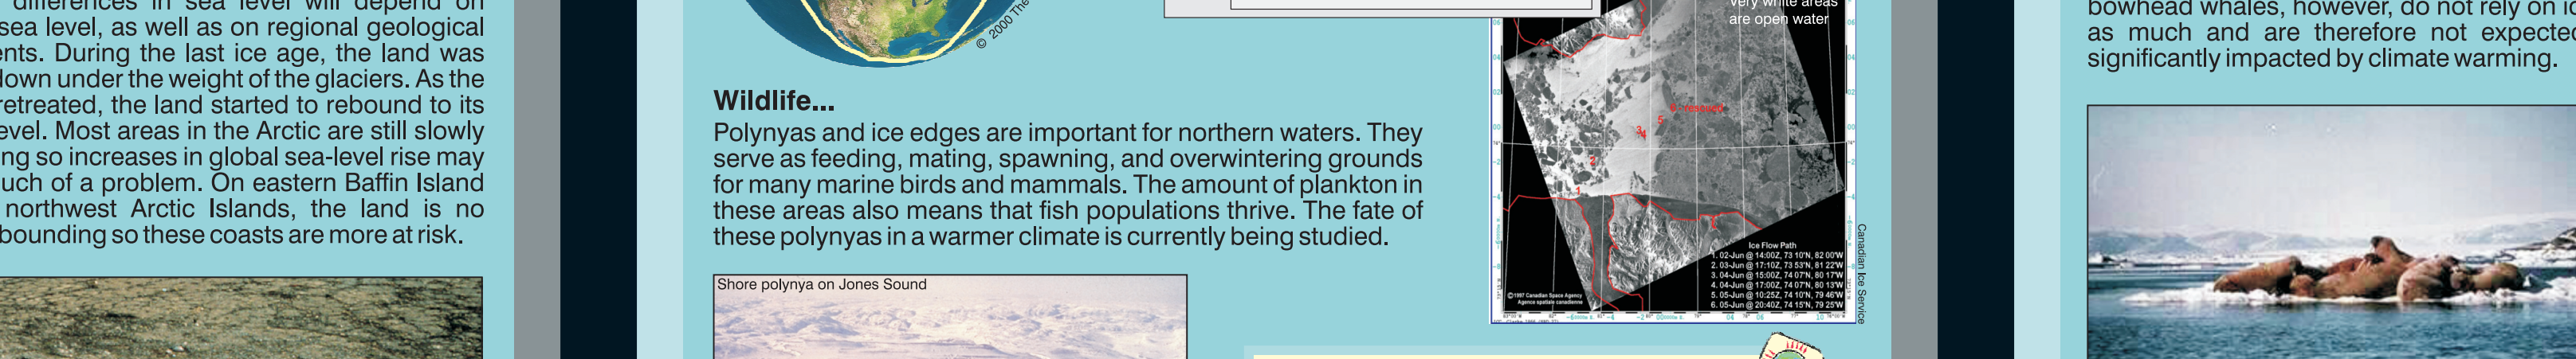 differences in sea level will depend on
sea level, as well as on regional geological
ents. During the last ice age, the land was
down under the weight of the glaciers. As the
retreated, the land started to rebound to its
evel. Most areas in the Arctic are still slowly
ng so increases in global sea-level rise may
uch of a problem. On eastern Baffin Island
northwest Arctic Islands, the land is no
bounding so these coasts are more at risk.
© 2000 The
Wildlife...
Polynyas and ice edges are important for northern waters. They
serve as feeding, mating, spawning, and overwintering grounds
for many marine birds and mammals. The amount of plankton in
these areas also means that fish populations thrive. The fate of
these polynyas in a warmer climate is currently being studied.
Shore polynya on Jones Sound
Very white areas
are open water
6 - rescued
5
3
4
2
1
Ice Flow Path
1. 02-Jun @ 14:00Z, 73 10'N, 82 00'W
2. 03-Jun @ 17:10Z, 73 53'N, 81 22'W
3. 04-Jun @ 15:00Z, 74 07'N, 80 17'W
4. 04-Jun @ 17:00Z, 74 07'N, 80 13'W
5. 05-Jun @ 10:25Z, 74 10'N, 79 46'W
6. 05-Jun @ 20:40Z, 74 15'N, 79 25'W
©1997 Canadian Space Agency
Agence spatiale canadienne
Canadian Ice Service
bowhead whales, however, do not rely on
as much and are therefore not expected
significantly impacted by climate warming.